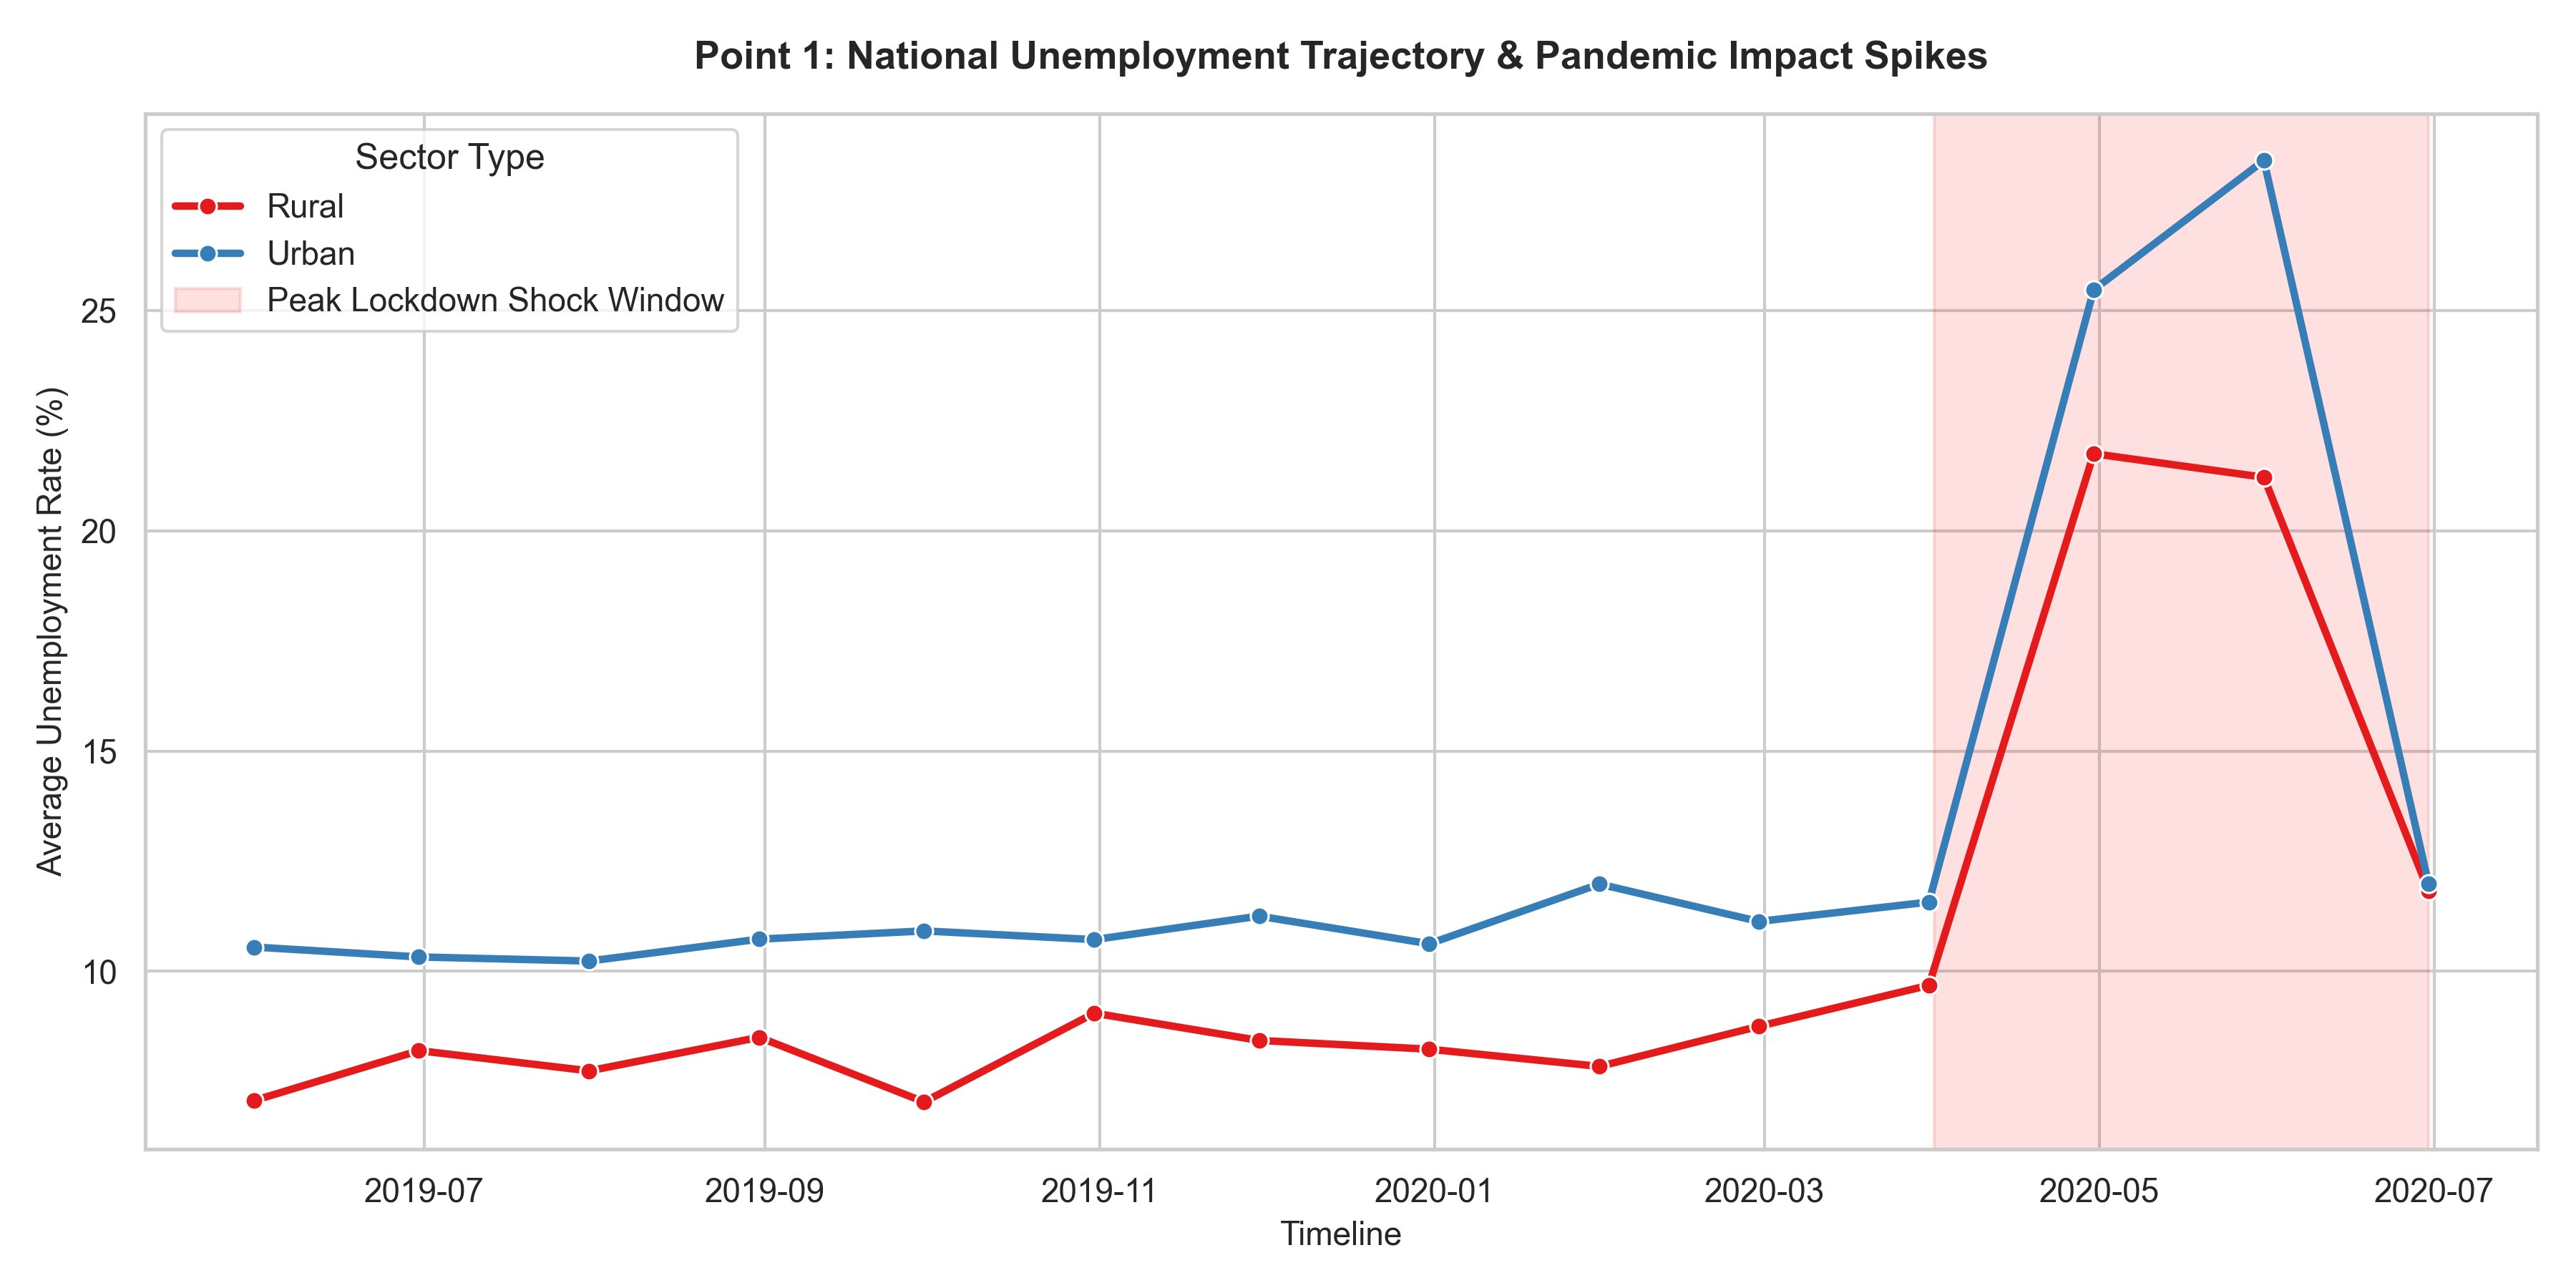 Point 1: National Unemployment Trajectory & Pandemic Impact Spikes
Sector Type
Rural
Urban
Peak Lockdown Shock Window
Average Unemployment Rate (%)
25
20
15
10
2019-07 2019-09 2019-11 2020-01 2020-03 2020-05 2020-07
Timeline